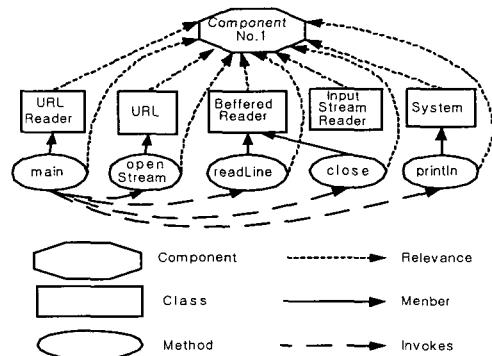 Component
No.1
URL
Reader
URL
Beffered
Reader
Input
Stream
Reader
System
main
open
Stream
readLine
close
println
Component
Relevance
Class
Menber
Method
Invokes